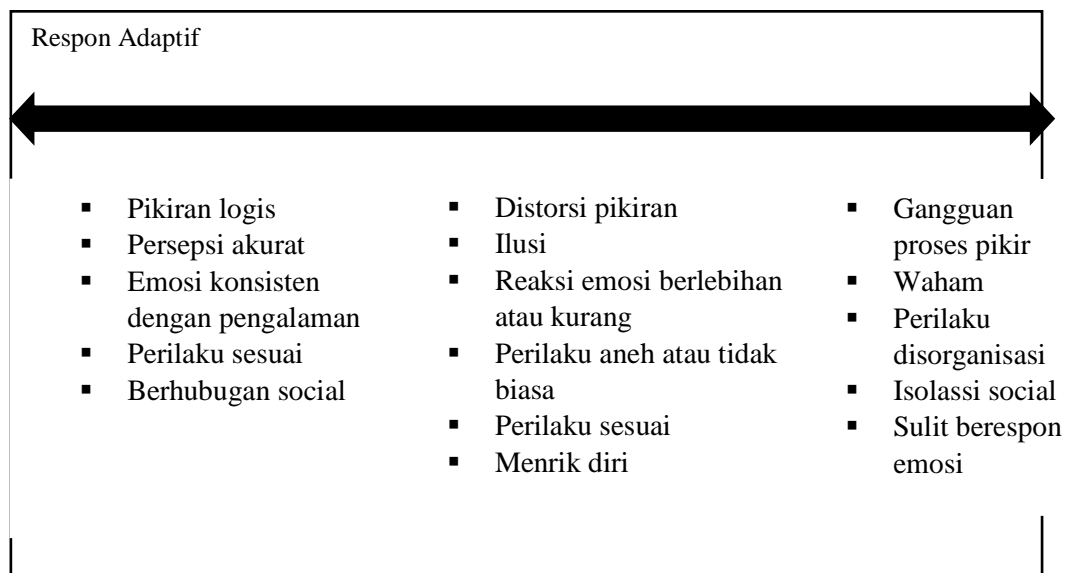 Respon Adaptif
▪ Pikiran logis
▪ Persepsi akurat
▪ Emosi konsisten
dengan pengalaman
▪ Perilaku sesuai
▪ Berhubugan social
▪ Distorsi pikiran
▪ Ilusi
▪ Reaksi emosi berlebihan
atau kurang
▪ Perilaku aneh atau tidak
biasa
▪ Perilaku sesuai
▪ Menrik diri
▪ Gangguan
proses pikir
▪ Waham
▪ Perilaku
disorganisasi
▪ Isolassi social
▪ Sulit berespon
emosi